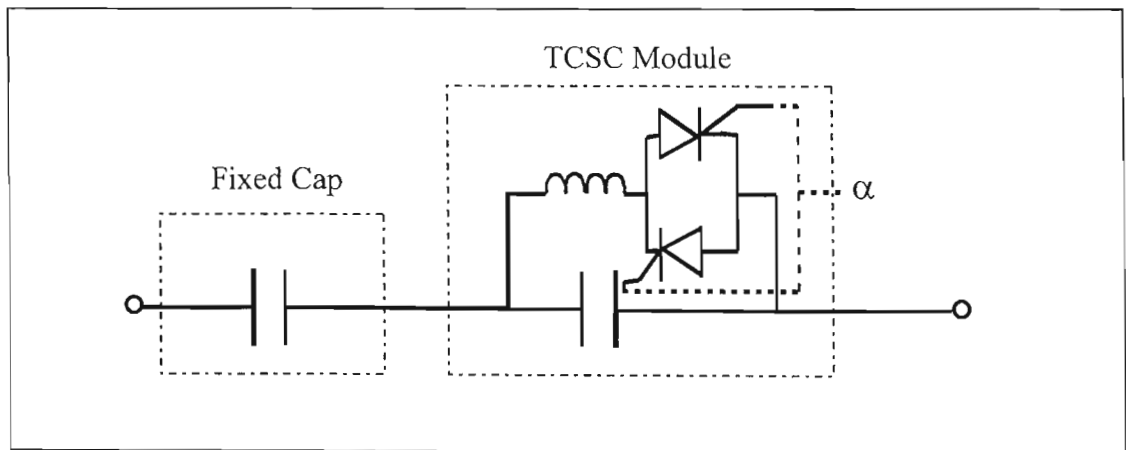 TCSC Module
Fixed Cap
α